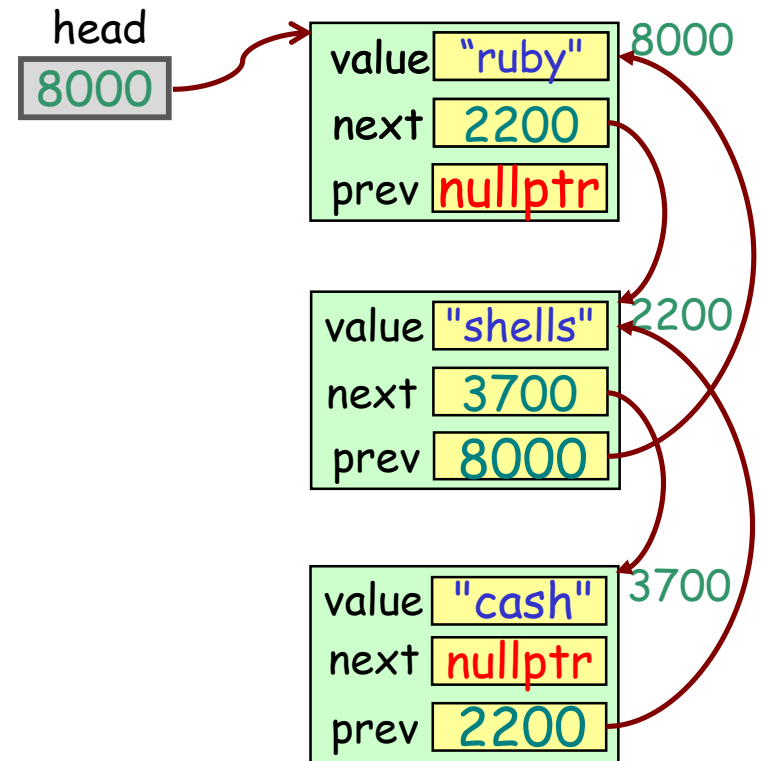 head
8000
value “ruby" 8000
next 2200
prev nullptr
value "shells" 2200
next 3700
prev 8000
value "cash" 3700
next nullptr
prev 2200